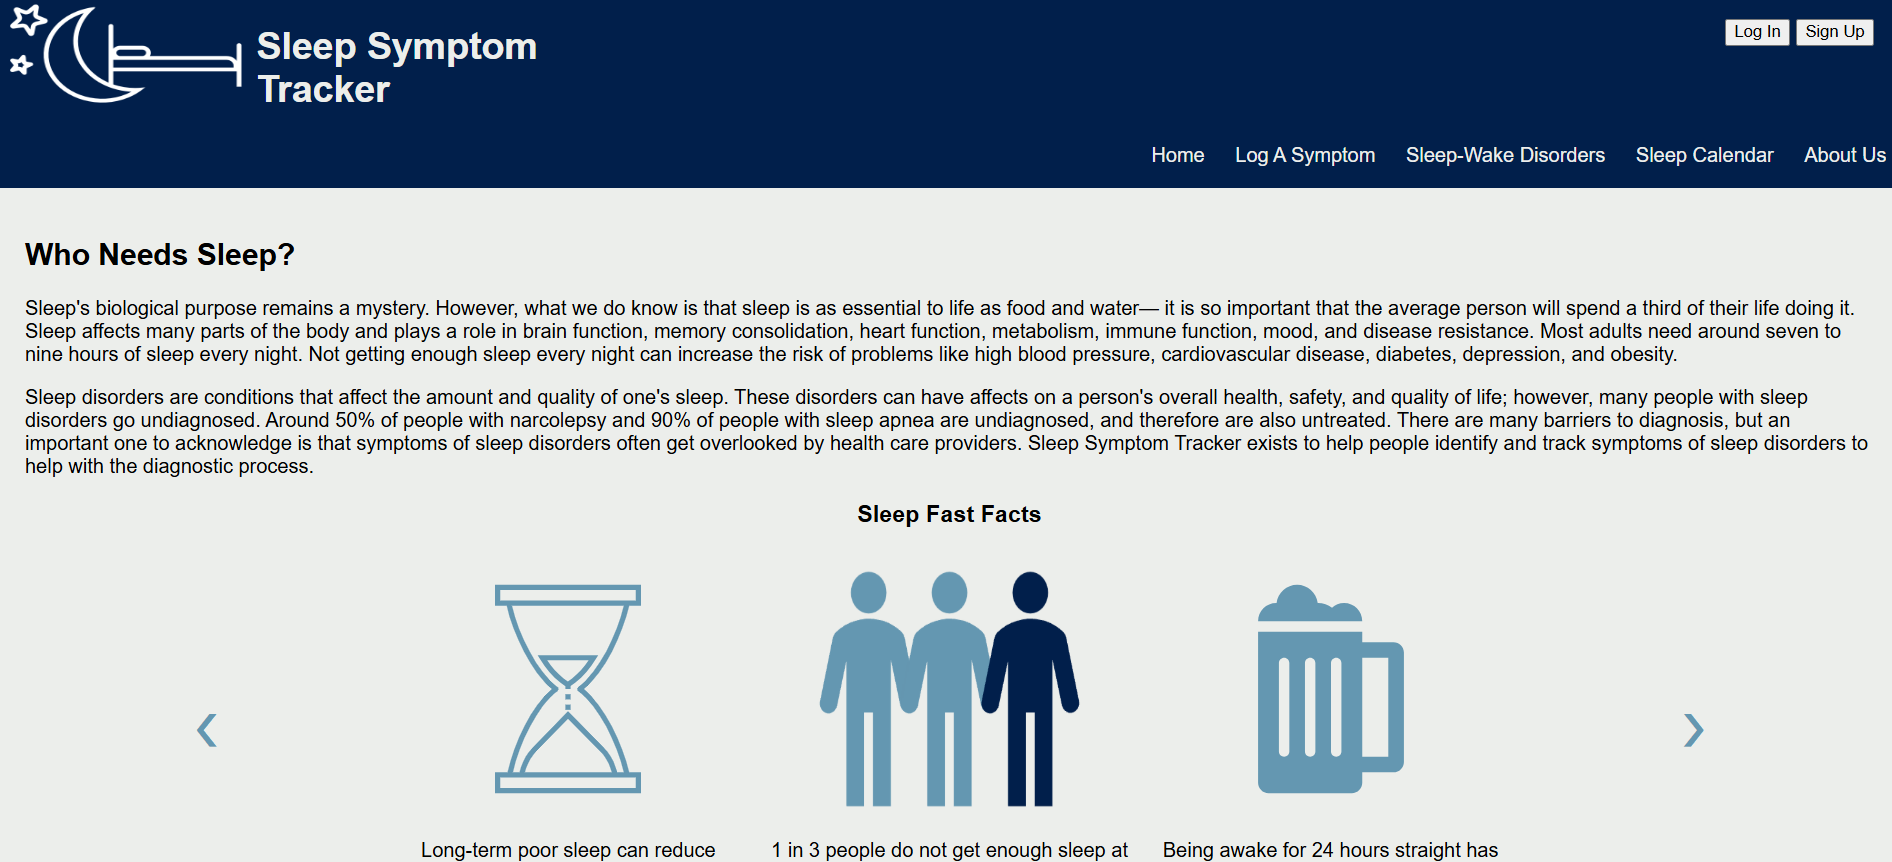 Sleep Symptom
Tracker
Log In
Sign Up
Home
Log A Symptom
Sleep-Wake Disorders
Sleep Calendar
About Us
Who Needs Sleep?
Sleep's biological purpose remains a mystery. However, what we do know is that sleep is as essential to life as food and water— it is so important that the average person will spend a third of their life doing it.
Sleep affects many parts of the body and plays a role in brain function, memory consolidation, heart function, metabolism, immune function, mood, and disease resistance. Most adults need around seven to
nine hours of sleep every night. Not getting enough sleep every night can increase the risk of problems like high blood pressure, cardiovascular disease, diabetes, depression, and obesity.
Sleep disorders are conditions that affect the amount and quality of one's sleep. These disorders can have affects on a person's overall health, safety, and quality of life; however, many people with sleep
disorders go undiagnosed. Around 50% of people with narcolepsy and 90% of people with sleep apnea are undiagnosed, and therefore are also untreated. There are many barriers to diagnosis, but an
important one to acknowledge is that symptoms of sleep disorders often get overlooked by health care providers. Sleep Symptom Tracker exists to help people identify and track symptoms of sleep disorders to
help with the diagnostic process.
Sleep Fast Facts
Long-term poor sleep can reduce
1 in 3 people do not get enough sleep at
Being awake for 24 hours straight has